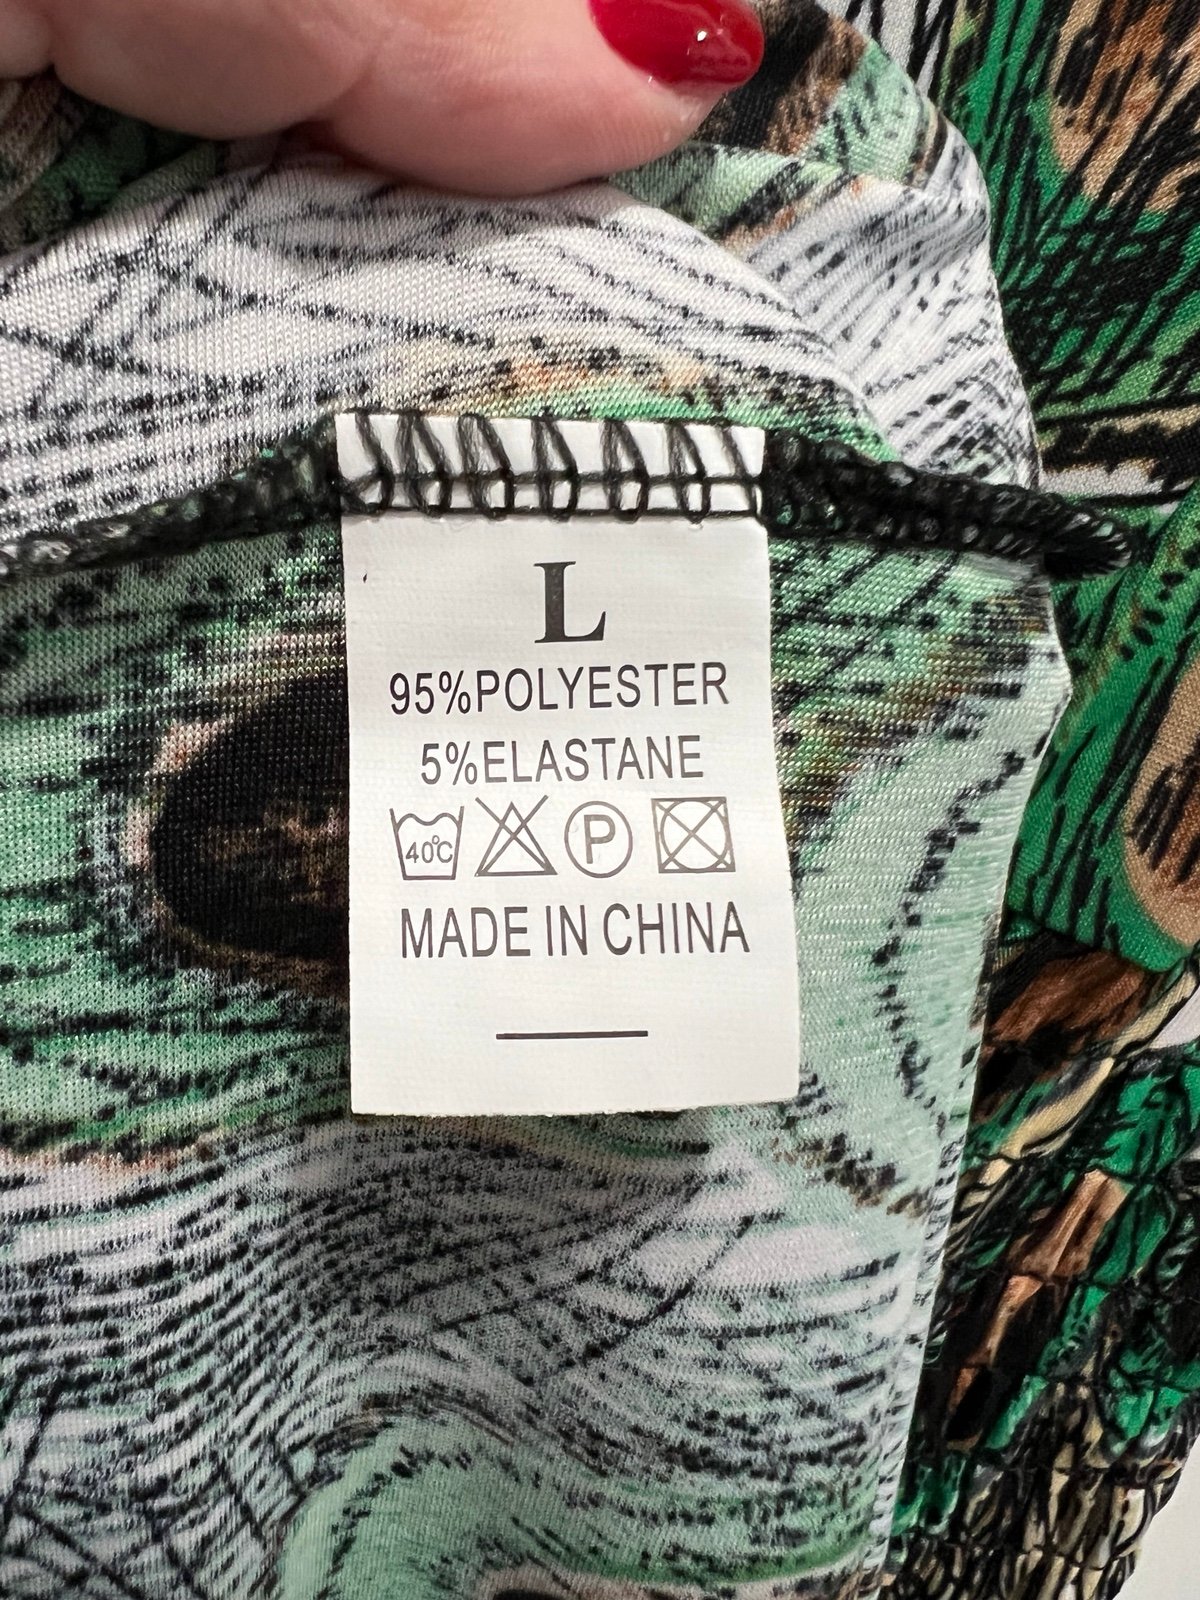 L
95%POLYESTER
5%ELASTANE
40°C P
MADE IN CHINA